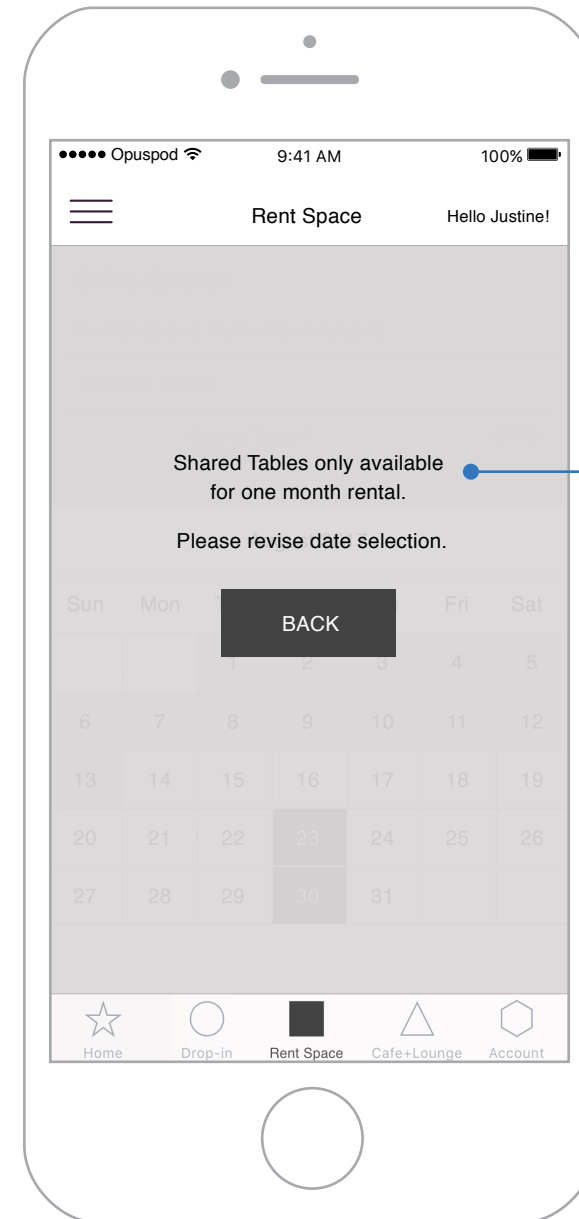 Opuspod 9:41 AM 100%
Rent Space Hello Justine!
Shared Tables only available
for one month rental.
Please revise date selection.
BACK
Sun Mon Fri Sat
1 2 3 4 5
6 7 8 9 10 11 12
13 14 15 16 17 18 19
20 21 22 23 24 25 26
27 28 29 30 31
Home Drop-in Rent Space Cafe+Lounge Account